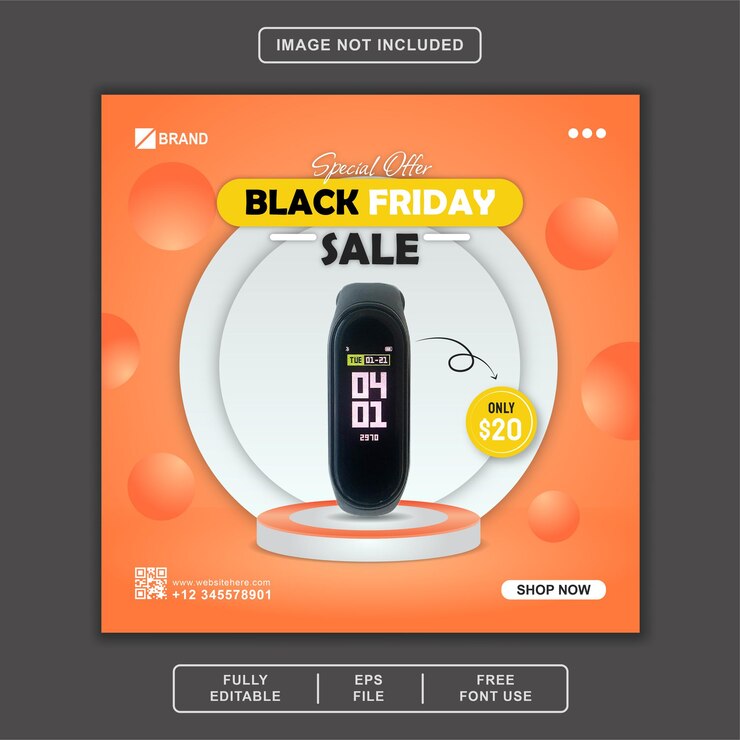 IMAGE NOT INCLUDED
BRAND
Special Offer
BLACK FRIDAY
SALE
TUE 01-21
04
01
2970
ONLY
$20
www.websitehere.com
+12 345578901
SHOP NOW
FULLY
EDITABLE
EPS
FILE
FREE
FONT USE